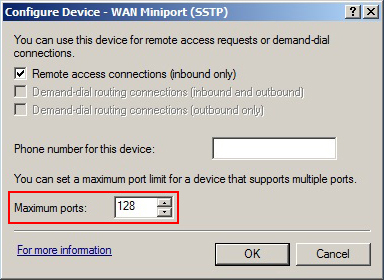 Configure Device - WAN Miniport (SSTP)
You can use this device for remote access requests or demand-dial
connections.
Remote access connections (inbound only)
Demand-dial routing connections (inbound and outbound)
Demand-dial routing connections (outbound only)
Phone number for this device:
You can set a maximum port limit for a device that supports multiple ports.
Maximum ports: 128
For more information
OK Cancel